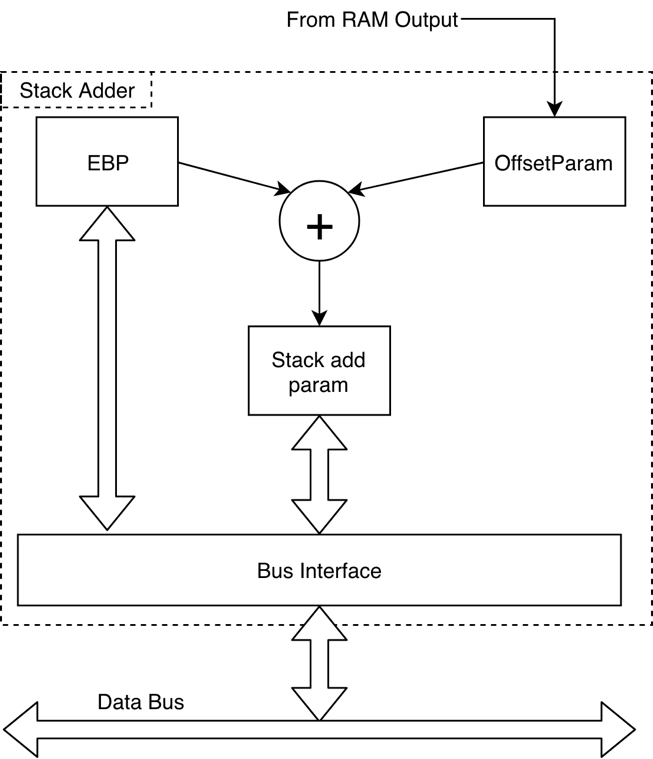 From RAM Output
Stack Adder
EBP
OffsetParam
+
Stack add
param
Bus Interface
Data Bus